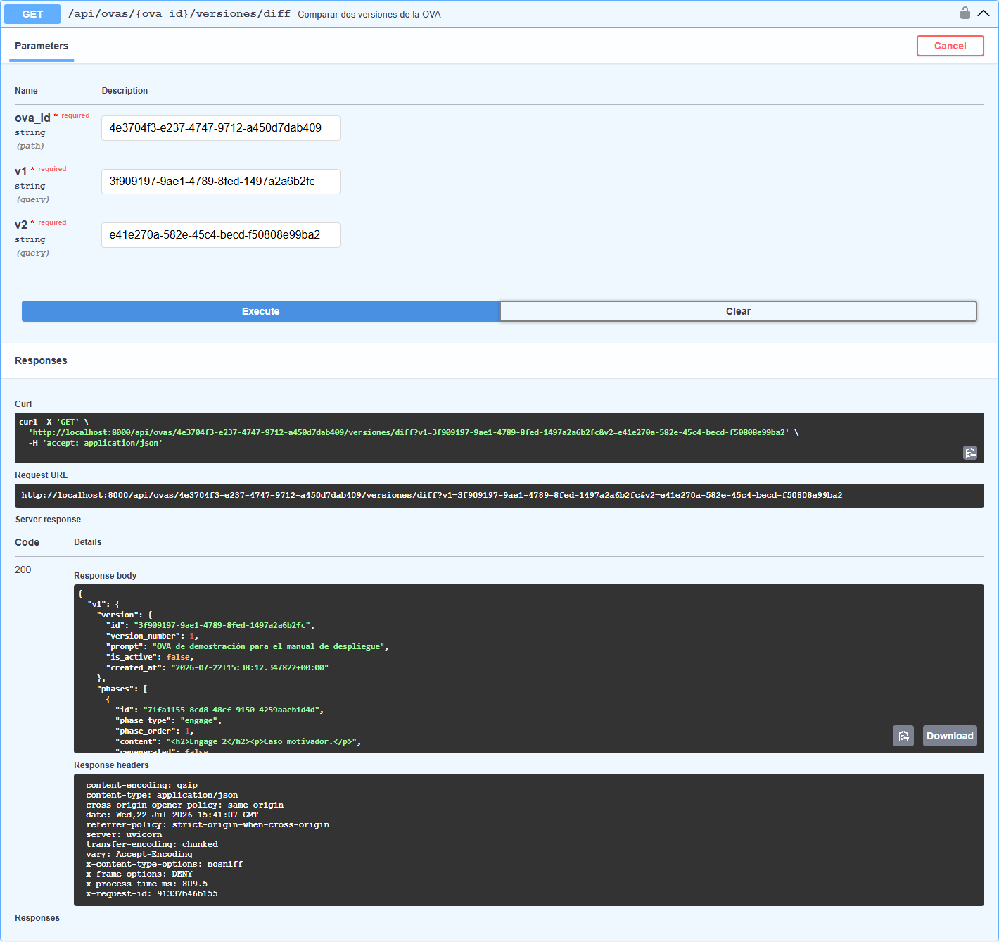 GET /api/ovas/{ova_id}/versiones/diff Comparar dos versiones de la OVA
Parameters
Cancel
Name Description
ova_id * required
string
(path)
4e3704f3-e237-4747-9712-a450d7dab409
v1 * required
string
(query)
3f909197-9ae1-4789-8fed-1497a2a6b2fc
v2 * required
string
(query)
e41e270a-582e-45c4-becd-f50808e99ba2
Execute Clear
Responses
Curl
curl -X 'GET' \
'http://localhost:8000/api/ovas/4e3704f3-e237-4747-9712-a450d7dab409/versiones/diff?v1=3f909197-9ae1-4789-8fed-1497a2a6b2fc&v2=e41e270a-582e-45c4-becd-f50808e99ba2' \
-H 'accept: application/json'
Request URL
http://localhost:8000/api/ovas/4e3704f3-e237-4747-9712-a450d7dab409/versiones/diff?v1=3f909197-9ae1-4789-8fed-1497a2a6b2fc&v2=e41e270a-582e-45c4-becd-f50808e99ba2
Server response
Code Details
200
Response body
{
"v1": {
"version": {
"id": "3f909197-9ae1-4789-8fed-1497a2a6b2fc",
"version_number": 1,
"prompt": "OVA de demostración para el manual de despliegue",
"is_active": false,
"created_at": "2026-07-22T15:38:12.347822+00:00"
},
"phases": [
{
"id": "71fa1155-8cd8-48cf-9150-4259aaeb1d4d",
"phase_type": "engage",
"phase_order": 1,
"content": "<h2>Engage 2</h2><p>Caso motivador.</p>",
"regenerated": false
Download
Response headers
content-encoding: gzip
content-type: application/json
cross-origin-opener-policy: same-origin
date: Wed,22 Jul 2026 15:41:07 GMT
referrer-policy: strict-origin-when-cross-origin
server: uvicorn
transfer-encoding: chunked
vary: Accept-Encoding
x-content-type-options: nosniff
x-frame-options: DENY
x-process-time-ms: 809.5
x-request-id: 91337b46b155
Responses